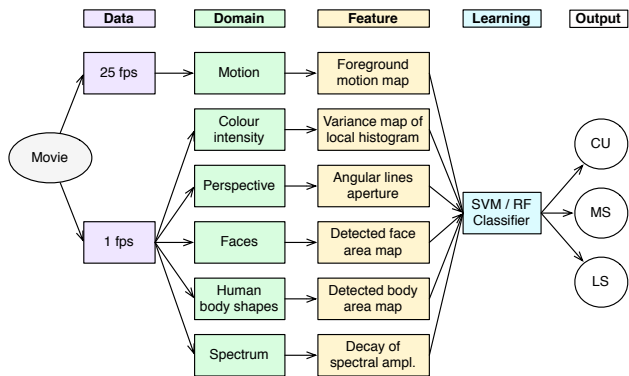 Data
Domain
Feature
Learning
Output
25 fps
Motion
Foreground
motion map
Colour
intensity
Variance map of
local histogram
CU
Movie
Perspective
Angular lines
aperture
SVM / RF
Classifier
MS
1 fps
Faces
Detected face
area map
LS
Human
body shapes
Detected body
area map
Spectrum
Decay of
spectral ampl.